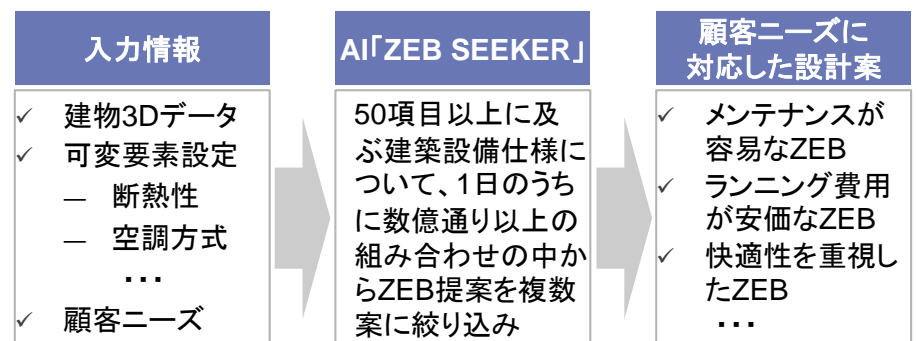 入力情報
✓ 建物3Dデータ
✓ 可変要素設定
― 断熱性
― 空調方式
・・・
✓ 顧客ニーズ
AI「ZEB SEEKER」
50項目以上に及
ぶ建築設備仕様に
ついて、1日のうち
に数億通り以上の
組み合わせの中か
らZEB提案を複数
案に絞り込み
顧客ニーズに
対応した設計案
✓ メンテナンスが
容易なZEB
✓ ランニング費用
が安価なZEB
✓ 快適性を重視し
たZEB
・・・